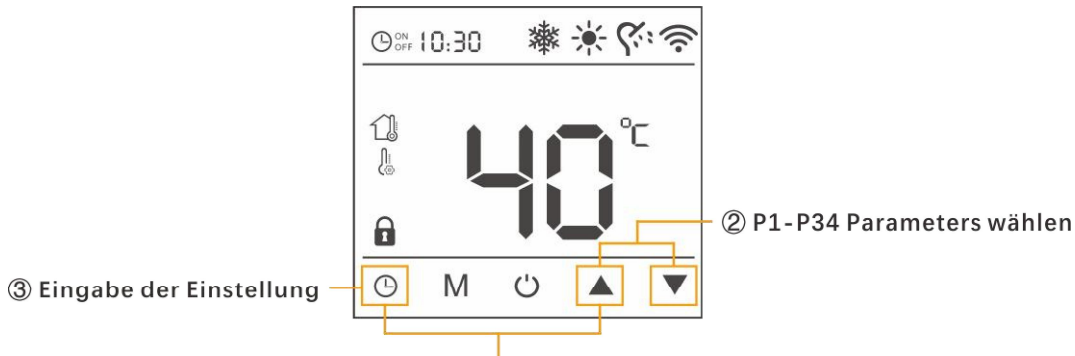 ON
OFF 10:30
40 °C
② P1-P34 Parameters wählen
③ Eingabe der Einstellung
M